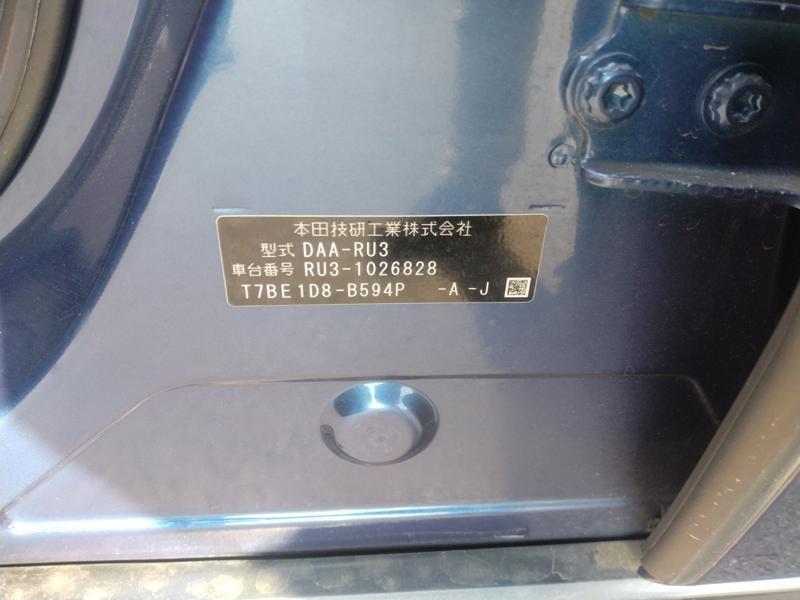 本田技研工業株式会社
型式 DAA-RU3
車台番号 RU3-1026828
T7BE1D8-B594P -A -J